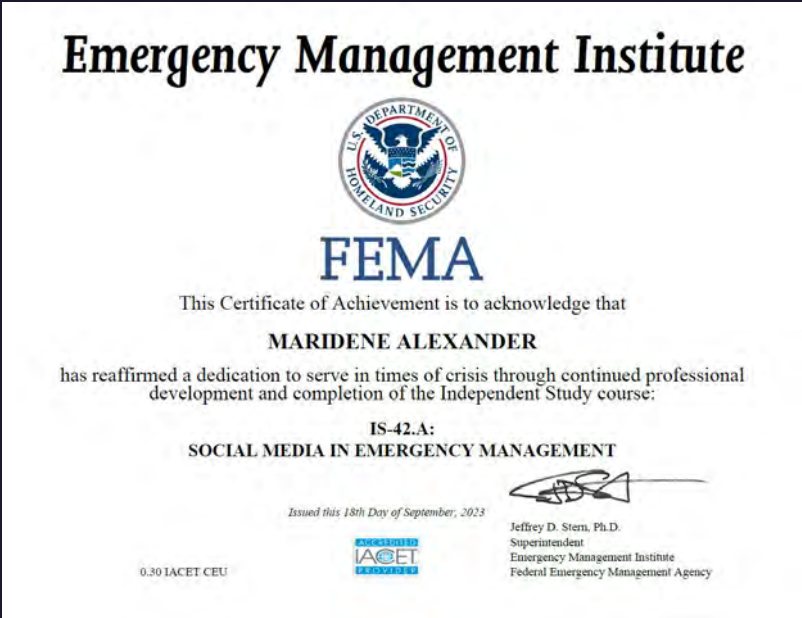 Emergency Management Institute
U.S. DEPARTMENT OF
HOMELAND SECURITY
FEMA
This Certificate of Achievement is to acknowledge that
MARIDENE ALEXANDER
has reaffirmed a dedication to serve in times of crisis through continued professional
development and completion of the Independent Study course:
IS-42.A:
SOCIAL MEDIA IN EMERGENCY MANAGEMENT
Issued this 18th Day of September, 2023
Jeffrey D. Stern, Ph.D.
Superintendent
Emergency Management Institute
Federal Emergency Management Agency
ACCREDITED
IACET
PROVIDER
0.30 IACET CEU